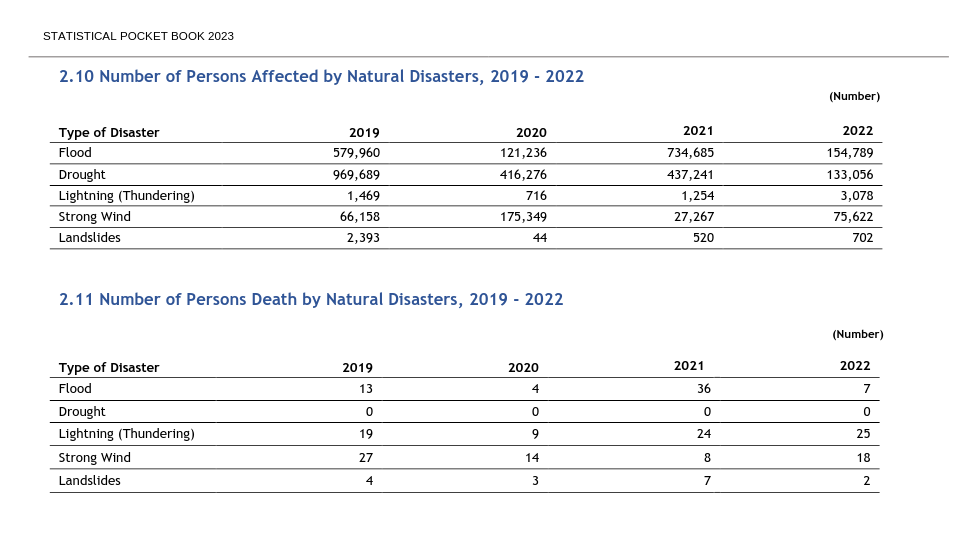 STATISTICAL POCKET BOOK 2023
2.10 Number of Persons Affected by Natural Disasters, 2019 - 2022
(Number)
Type of Disaster 2019 2020 2021 2022
Flood 579,960 121,236 734,685 154,789
Drought 969,689 416,276 437,241 133,056
Lightning (Thundering) 1,469 716 1,254 3,078
Strong Wind 66,158 175,349 27,267 75,622
Landslides 2,393 44 520 702
2.11 Number of Persons Death by Natural Disasters, 2019 - 2022
(Number)
Type of Disaster 2019 2020 2021 2022
Flood 13 4 36 7
Drought 0 0 0 0
Lightning (Thundering) 19 9 24 25
Strong Wind 27 14 8 18
Landslides 4 3 7 2